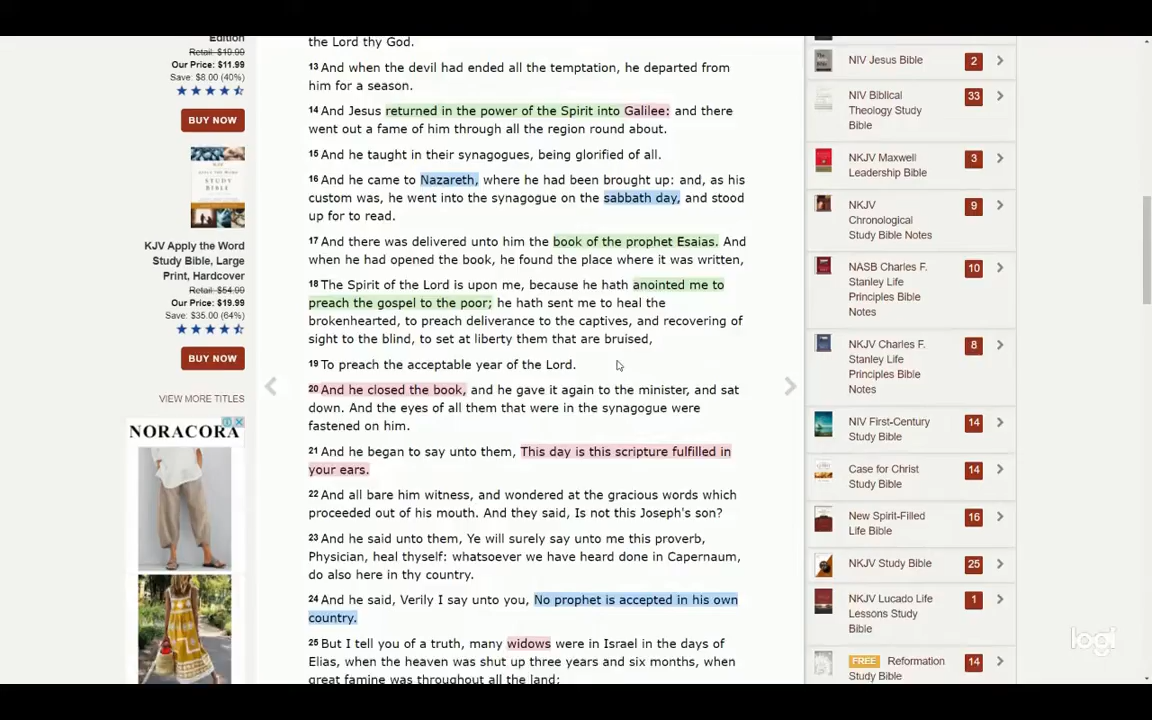 Edition
Retail: $19.99
Our Price: $11.99
Save: $8.00 (40%)
BUY NOW
KJV Apply the Word
Study Bible, Large
Print, Hardcover
Retail: $54.99
Our Price: $19.99
Save: $35.00 (64%)
BUY NOW
VIEW MORE TITLES
NORACORA
the Lord thy God.
13 And when the devil had ended all the temptation, he departed from
him for a season.
14 And Jesus returned in the power of the Spirit into Galilee: and there
went out a fame of him through all the region round about.
15 And he taught in their synagogues, being glorified of all.
16 And he came to Nazareth, where he had been brought up: and, as his
custom was, he went into the synagogue on the sabbath day, and stood
up for to read.
17 And there was delivered unto him the book of the prophet Esaias. And
when he had opened the book, he found the place where it was written,
18 The Spirit of the Lord is upon me, because he hath anointed me to
preach the gospel to the poor; he hath sent me to heal the
brokenhearted, to preach deliverance to the captives, and recovering of
sight to the blind, to set at liberty them that are bruised,
19 To preach the acceptable year of the Lord.
20 And he closed the book, and he gave it again to the minister, and sat
down. And the eyes of all them that were in the synagogue were
fastened on him.
21 And he began to say unto them, This day is this scripture fulfilled in
your ears.
22 And all bare him witness, and wondered at the gracious words which
proceeded out of his mouth. And they said, Is not this Joseph's son?
23 And he said unto them, Ye will surely say unto me this proverb,
Physician, heal thyself: whatsoever we have heard done in Capernaum,
do also here in thy country.
24 And he said, Verily I say unto you, No prophet is accepted in his own
country.
25 But I tell you of a truth, many widows were in Israel in the days of
Elias, when the heaven was shut up three years and six months, when
great famine was throughout all the land;
NIV Jesus Bible 2
NIV Biblical 33
Theology Study
Bible
NKJV Maxwell 3
Leadership Bible
NKJV 9
Chronological
Study Bible Notes
NASB Charles F. 10
Stanley Life
Principles Bible
Notes
NKJV Charles F. 8
Stanley Life
Principles Bible
Notes
NIV First-Century 14
Study Bible
Case for Christ 14
Study Bible
New Spirit-Filled 16
Life Bible
NKJV Study Bible 25
NKJV Lucado Life 1
Lessons Study
Bible
FREE Reformation 14
Study Bible
logi